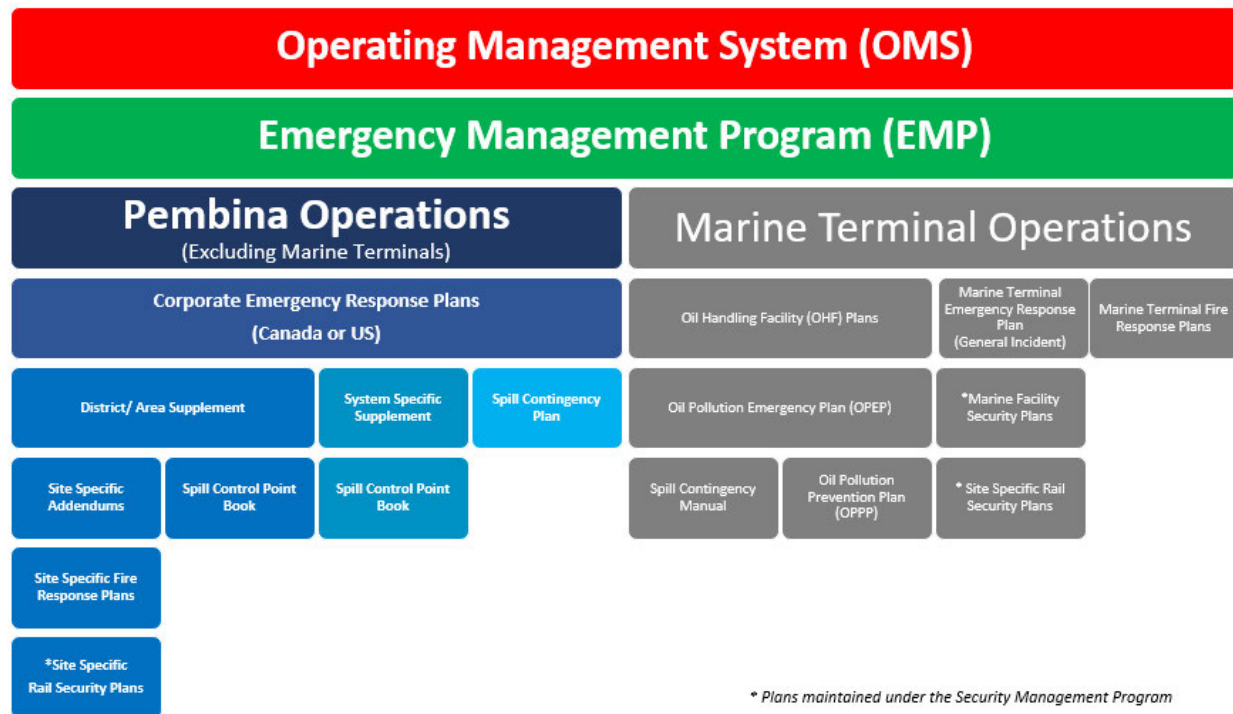 Operating Management System (OMS)
Emergency Management Program (EMP)
Pembina Operations
(Excluding Marine Terminals)
Marine Terminal Operations
Corporate Emergency Response Plans
(Canada or US)
Oil Handling Facility (OHF) Plans
Marine Terminal
Emergency Response
Plan
(General Incident)
Marine Terminal Fire
Response Plans
District/ Area Supplement
System Specific
Supplement
Spill Contingency
Plan
Oil Pollution Emergency Plan (OPEP)
*Marine Facility
Security Plans
Site Specific
Addendums
Spill Control Point
Book
Spill Control Point
Book
Spill Contingency
Manual
Oil Pollution
Prevention Plan
(OPPP)
* Site Specific Rail
Security Plans
Site Specific Fire
Response Plans
*Site Specific
Rail Security Plans
* Plans maintained under the Security Management Program